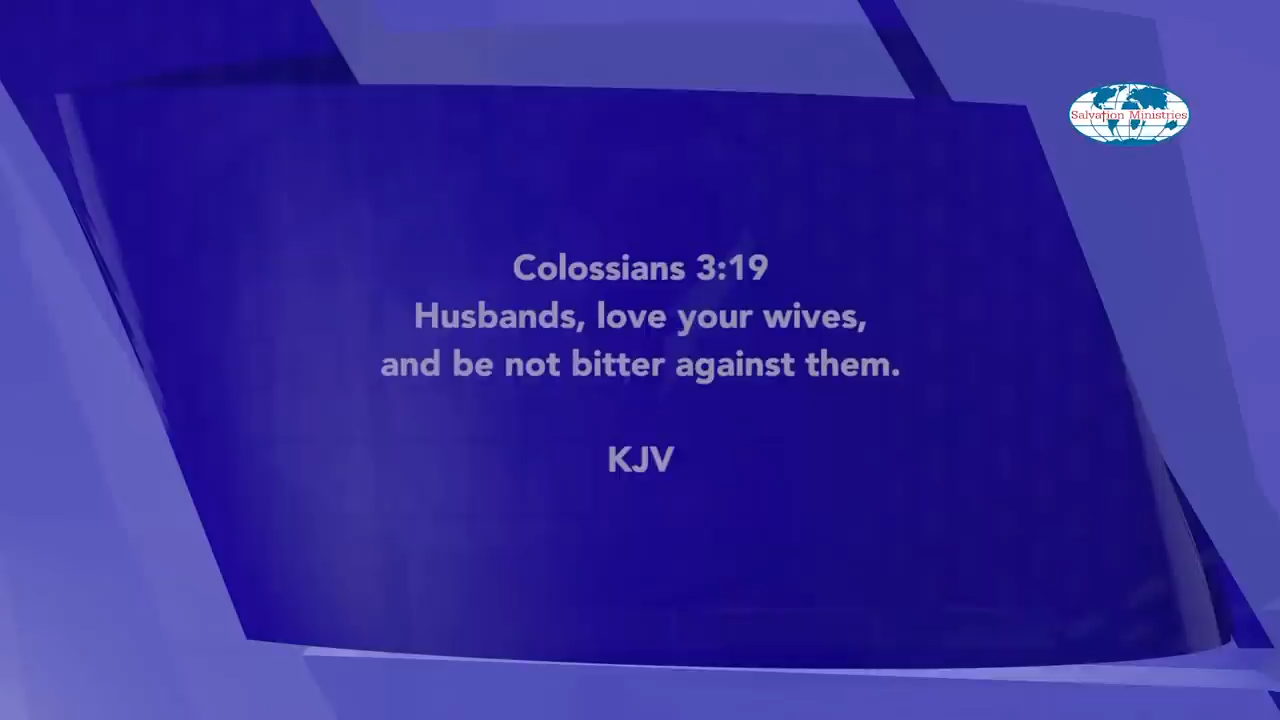 Salvation Ministries
Colossians 3:19
Husbands, love your wives,
and be not bitter against them.
KJV